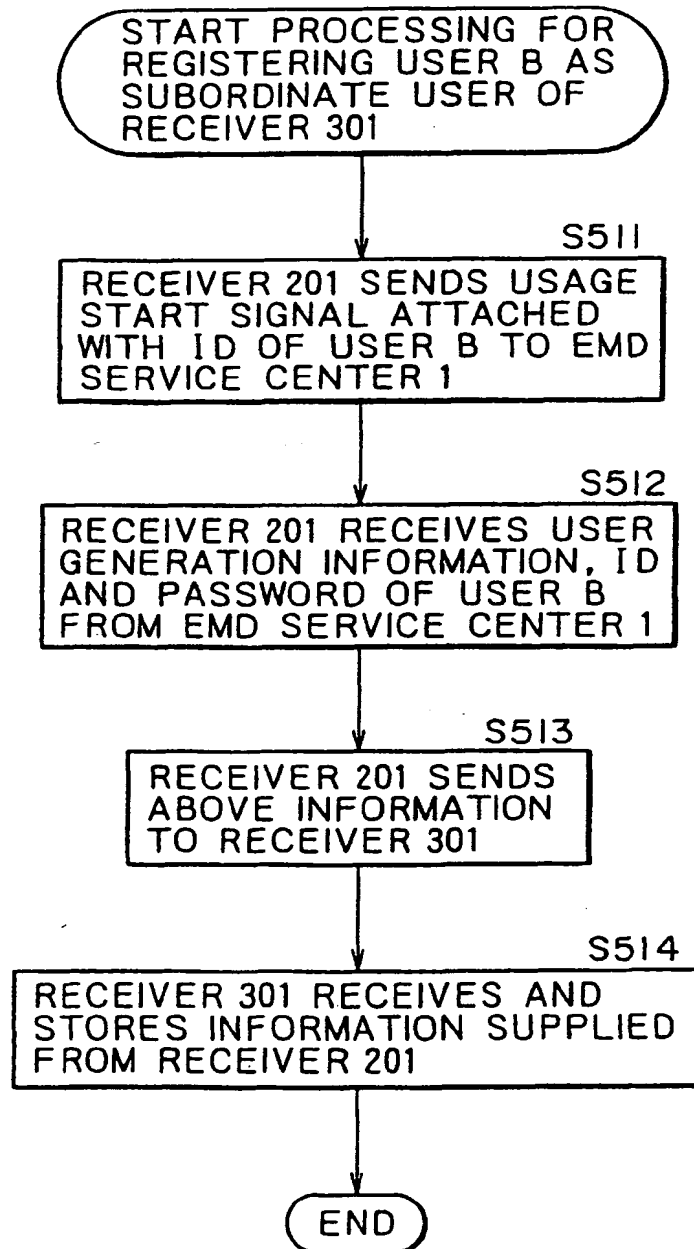 START PROCESSING FOR
REGISTERING USER B AS
SUBORDINATE USER OF
RECEIVER 301
S511
RECEIVER 201 SENDS USAGE
START SIGNAL ATTACHED
WITH ID OF USER B TO EMD
SERVICE CENTER 1
S512
RECEIVER 201 RECEIVES USER
GENERATION INFORMATION, ID
AND PASSWORD OF USER B
FROM EMD SERVICE CENTER 1
S513
RECEIVER 201 SENDS
ABOVE INFORMATION
TO RECEIVER 301
S514
RECEIVER 301 RECEIVES AND
STORES INFORMATION SUPPLIED
FROM RECEIVER 201
END